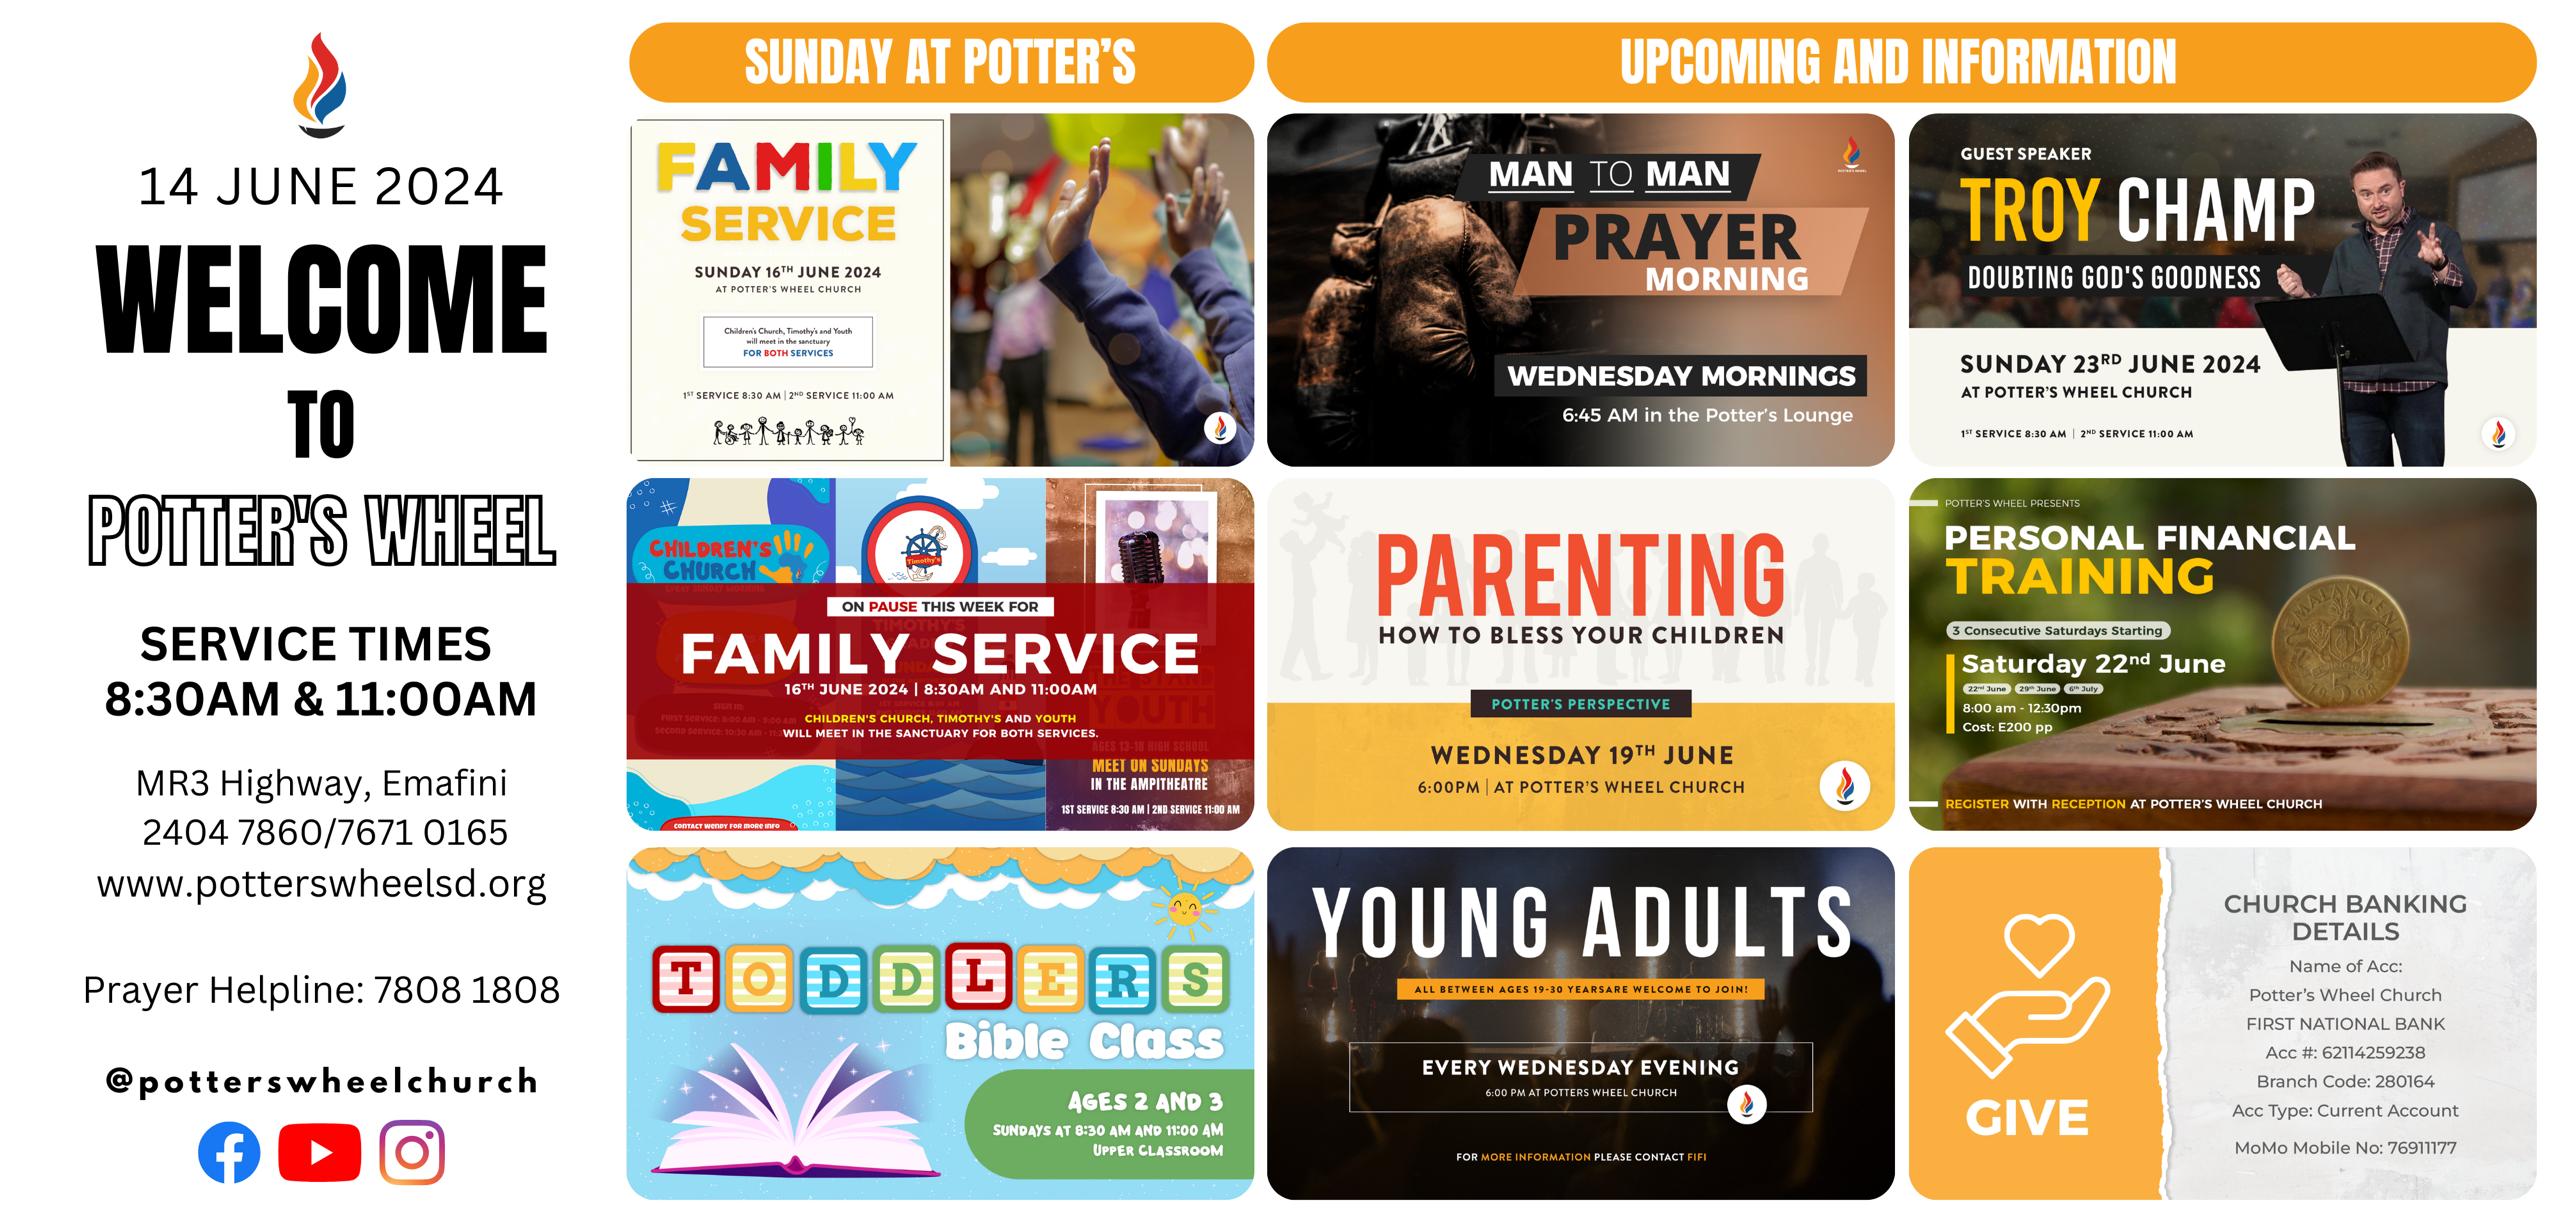 14 JUNE 2024
WELCOME
TO
POTTER'S WHEEL
SERVICE TIMES
8:30AM & 11:00AM
MR3 Highway, Emafini
2404 7860/7671 0165
www.potterswheelsd.org
Prayer Helpline: 7808 1808
@potterswheelchurch
SUNDAY AT POTTER'S
FAMILY
SERVICE
SUNDAY 16TH JUNE 2024
AT POTTER'S WHEEL CHURCH
Children's Church, Timothy's and Youth
will meet in the sanctuary
FOR BOTH SERVICES
1ST SERVICE 8:30 AM | 2ND SERVICE 11:00 AM
CHILDREN'S
CHURCH
Timothy's
ON PAUSE THIS WEEK FOR
FAMILY SERVICE
16TH JUNE 2024 | 8:30AM AND 11:00AM
CHILDREN'S CHURCH, TIMOTHY'S AND YOUTH
WILL MEET IN THE SANCTUARY FOR BOTH SERVICES.
YOUTH
AGES 13-18 HIGH SCHOOL
MEET ON SUNDAYS
IN THE AMPITHEATRE
1ST SERVICE 8:30 AM | 2ND SERVICE 11:00 AM
CONTACT WENDY FOR MORE INFO
TODDLERS
Bible Class
AGES 2 AND 3
SUNDAYS AT 8:30 AM AND 11:00 AM
UPPER CLASSROOM
UPCOMING AND INFORMATION
MAN TO MAN
PRAYER
MORNING
WEDNESDAY MORNINGS
6:45 AM in the Potter's Lounge
GUEST SPEAKER
TROY CHAMP
DOUBTING GOD'S GOODNESS
SUNDAY 23RD JUNE 2024
AT POTTER'S WHEEL CHURCH
1ST SERVICE 8:30 AM | 2ND SERVICE 11:00 AM
PARENTING
HOW TO BLESS YOUR CHILDREN
POTTER'S PERSPECTIVE
WEDNESDAY 19TH JUNE
6:00PM | AT POTTER'S WHEEL CHURCH
POTTER'S WHEEL PRESENTS
PERSONAL FINANCIAL
TRAINING
3 Consecutive Saturdays Starting
Saturday 22nd June
22nd June 29th June 6th July
8:00 am - 12:30pm
Cost: E200 pp
REGISTER WITH RECEPTION AT POTTER'S WHEEL CHURCH
YOUNG ADULTS
ALL BETWEEN AGES 19-30 YEARSARE WELCOME TO JOIN!
EVERY WEDNESDAY EVENING
6:00 PM AT POTTERS WHEEL CHURCH
FOR MORE INFORMATION PLEASE CONTACT FIFI
GIVE
CHURCH BANKING
DETAILS
Name of Acc:
Potter's Wheel Church
FIRST NATIONAL BANK
Acc #: 62114259238
Branch Code: 280164
Acc Type: Current Account
MoMo Mobile No: 76911177